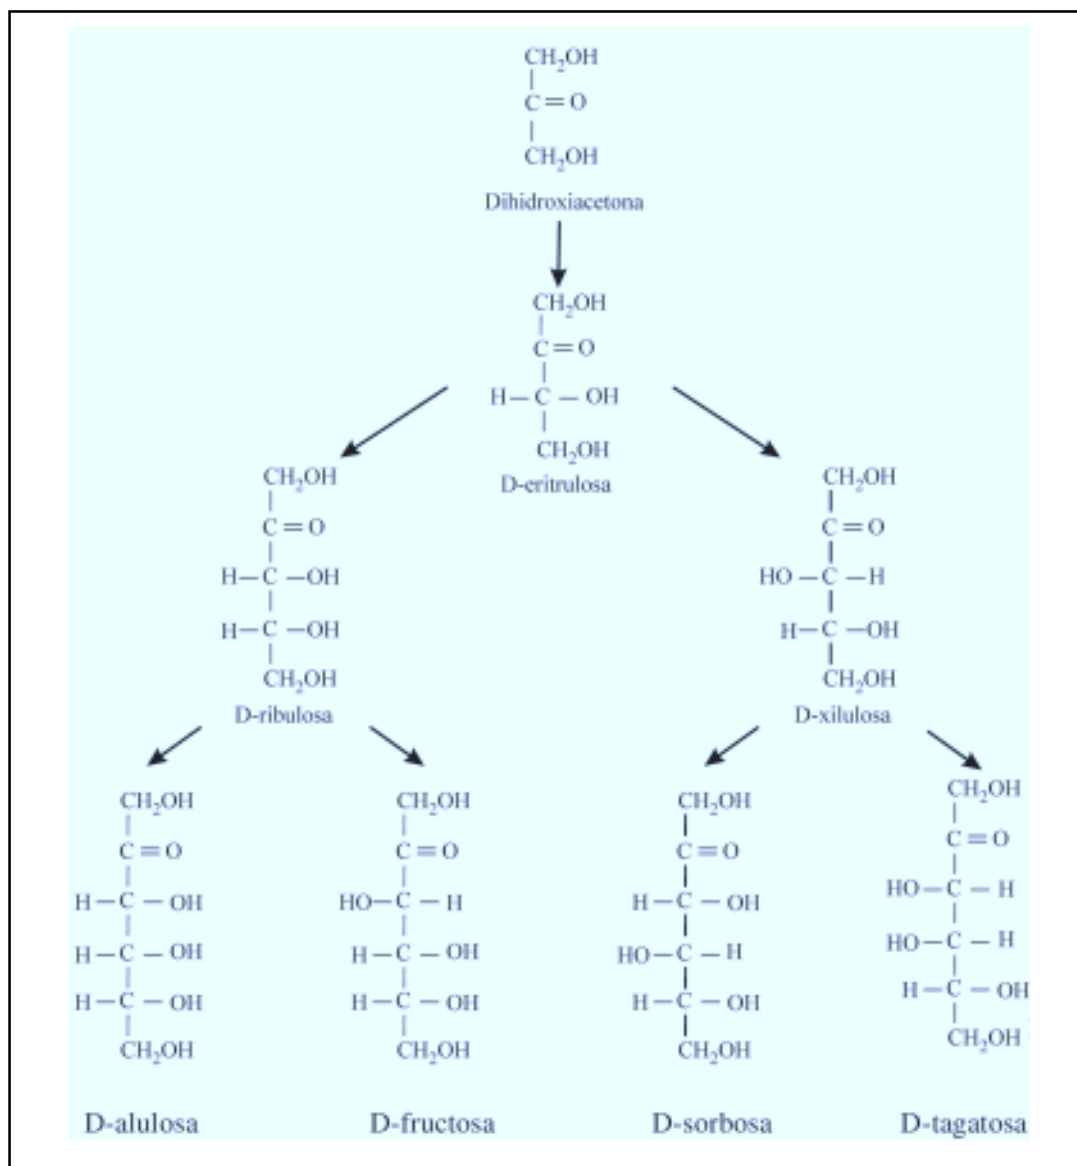 CH₂OH
|
C = O
|
CH₂OH
Dihidroxiacetona
CH₂OH
|
C = O
|
H – C – OH
|
CH₂OH
D-eritrulosa
CH₂OH
|
C = O
|
H – C – OH
|
H – C – OH
|
CH₂OH
D-ribulosa
CH₂OH
|
C = O
|
HO – C – H
|
H – C – OH
|
CH₂OH
D-xilulosa
CH₂OH
|
C = O
|
H – C – OH
|
H – C – OH
|
H – C – OH
|
CH₂OH
D-alulosa
CH₂OH
|
C = O
|
HO – C – H
|
H – C – OH
|
H – C – OH
|
CH₂OH
D-fructosa
CH₂OH
|
C = O
|
H – C – OH
|
HO – C – H
|
H – C – OH
|
CH₂OH
D-sorbosa
CH₂OH
|
C = O
|
HO – C – H
|
HO – C – H
|
H – C – OH
|
CH₂OH
D-tagatosa